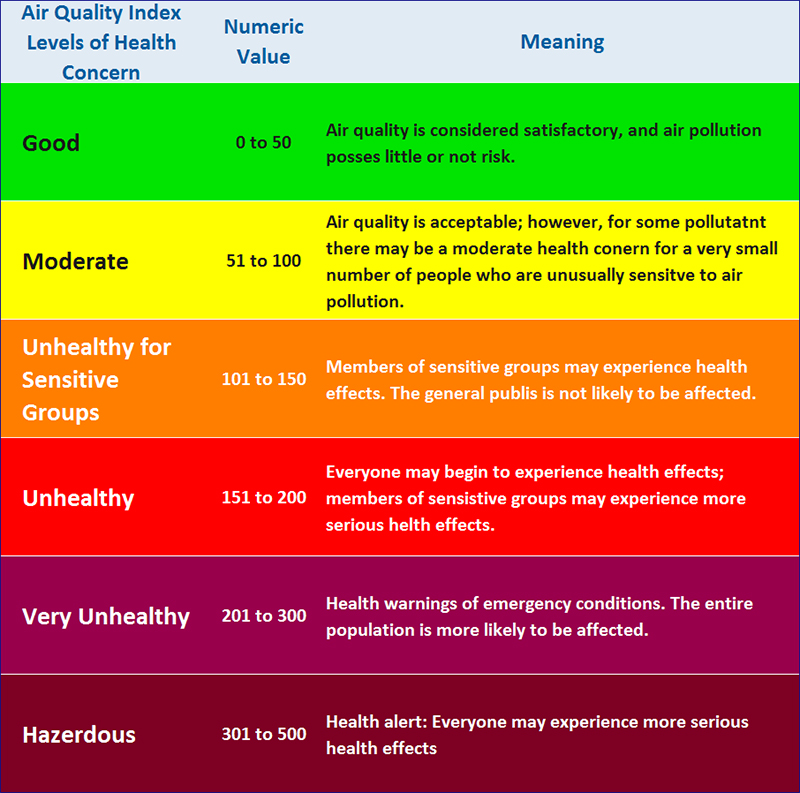 Air Quality Index
Levels of Health
Concern
Numeric
Value
Meaning
Good
0 to 50
Air quality is considered satisfactory, and air pollution
posses little or not risk.
Moderate
51 to 100
Air quality is acceptable; however, for some pollutatnt
there may be a moderate health conern for a very small
number of people who are unusually sensitve to air
pollution.
Unhealthy for
Sensitive
Groups
101 to 150
Members of sensitive groups may experience health
effects. The general publis is not likely to be affected.
Unhealthy
151 to 200
Everyone may begin to experience health effects;
members of sensistive groups may experience more
serious helth effects.
Very Unhealthy
201 to 300
Health warnings of emergency conditions. The entire
population is more likely to be affected.
Hazerdous
301 to 500
Health alert: Everyone may experience more serious
health effects